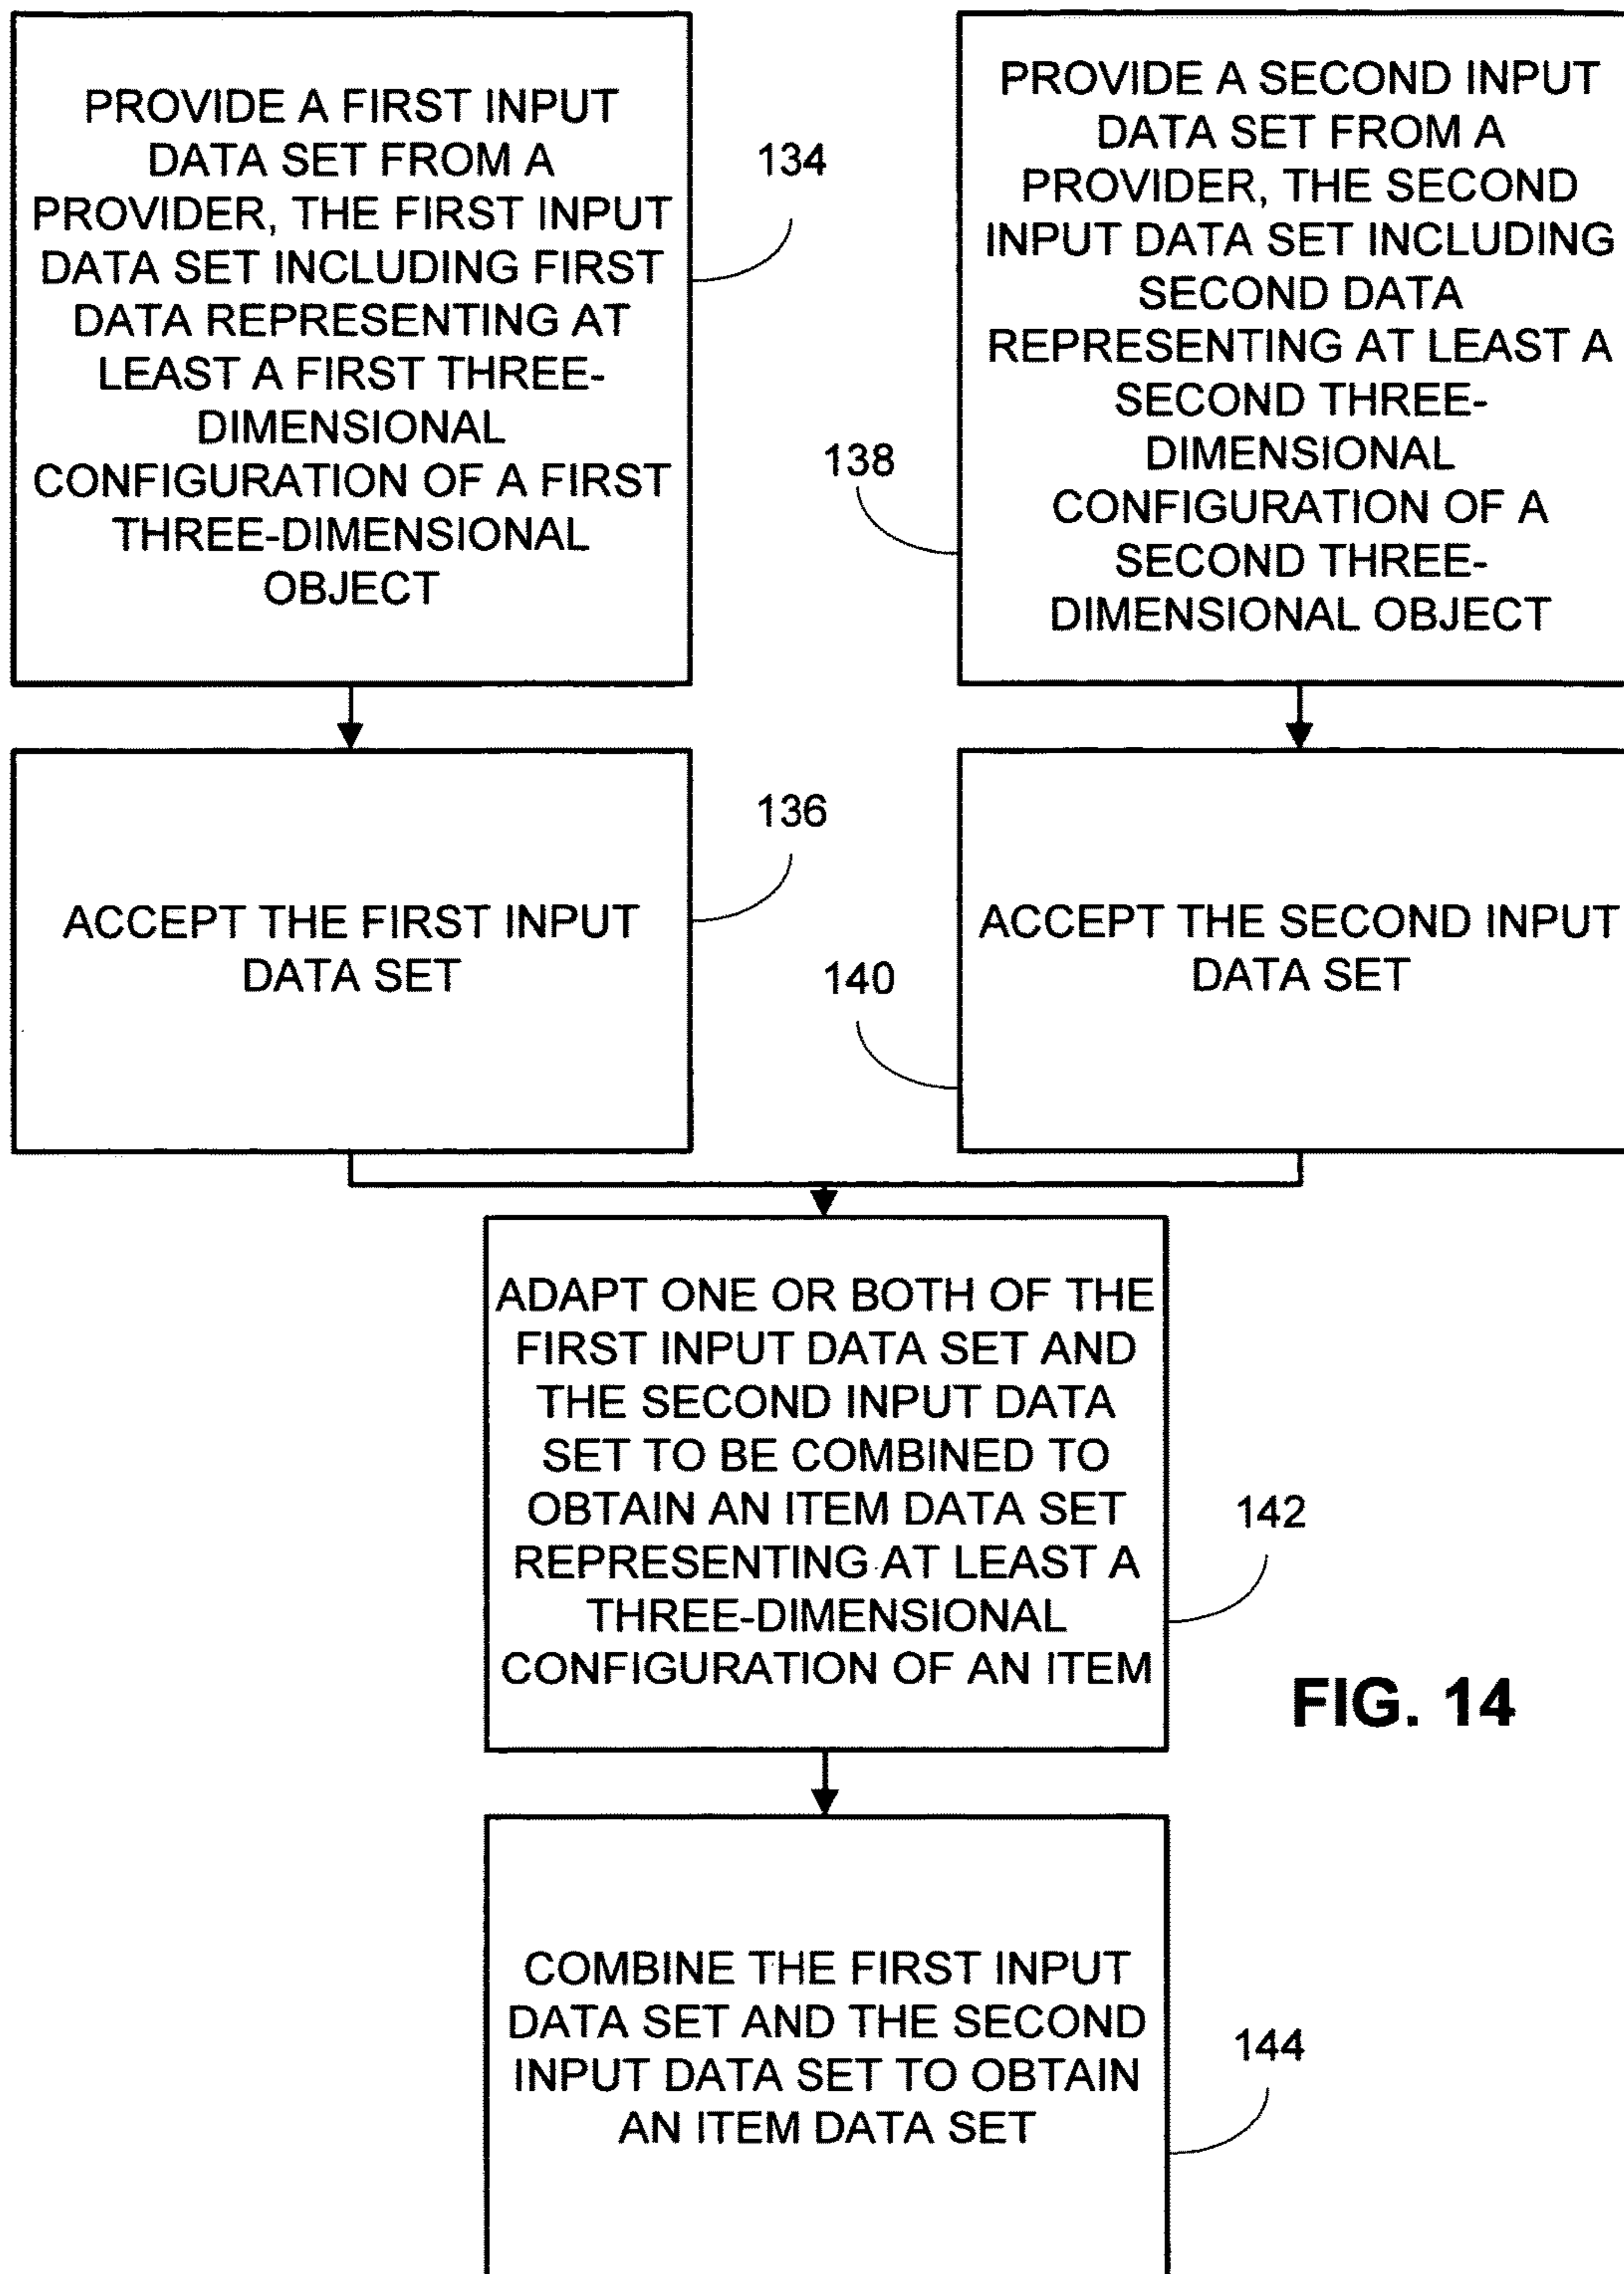 PROVIDE A FIRST INPUT
DATA SET FROM A
PROVIDER, THE FIRST INPUT
DATA SET INCLUDING FIRST
DATA REPRESENTING AT
LEAST A FIRST THREE-
DIMENSIONAL
CONFIGURATION OF A FIRST
THREE-DIMENSIONAL
OBJECT
134
PROVIDE A SECOND INPUT
DATA SET FROM A
PROVIDER, THE SECOND
INPUT DATA SET INCLUDING
SECOND DATA
REPRESENTING AT LEAST A
SECOND THREE-
DIMENSIONAL
CONFIGURATION OF A
SECOND THREE-
DIMENSIONAL OBJECT
138
ACCEPT THE FIRST INPUT
DATA SET
136
ACCEPT THE SECOND INPUT
DATA SET
140
ADAPT ONE OR BOTH OF THE
FIRST INPUT DATA SET AND
THE SECOND INPUT DATA
SET TO BE COMBINED TO
OBTAIN AN ITEM DATA SET
REPRESENTING AT LEAST A
THREE-DIMENSIONAL
CONFIGURATION OF AN ITEM
142
FIG. 14
COMBINE THE FIRST INPUT
DATA SET AND THE SECOND
INPUT DATA SET TO OBTAIN
AN ITEM DATA SET
144